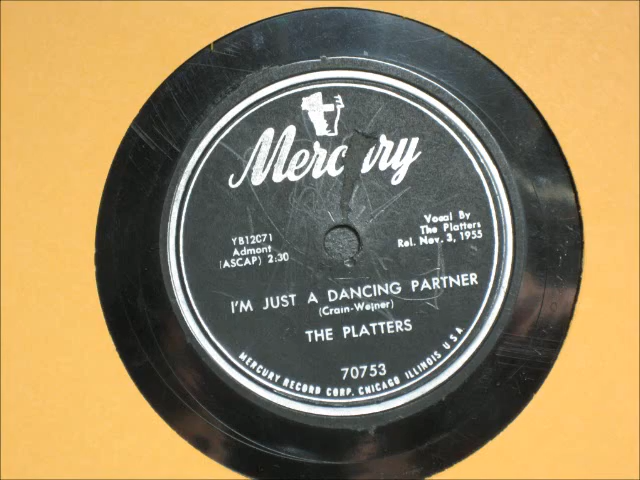 Mercury
YB12071
Admont
(ASCAP) 2:30
Vocal By
The Platters
Rel. Nov. 3, 1955
I'M JUST A DANCING PARTNER
(Crain-Weiner)
THE PLATTERS
70753
MERCURY RECORD CORP. CHICAGO ILLINOIS U S A